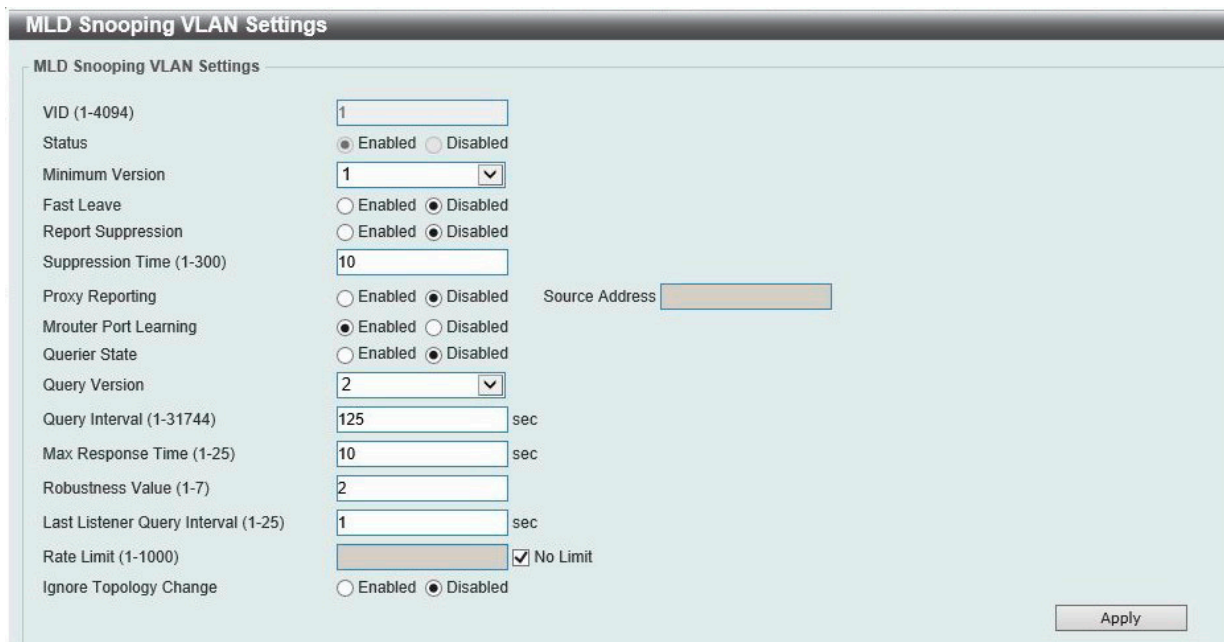 MLD Snooping VLAN Settings
MLD Snooping VLAN Settings
VID (1-4094) 1
Status Enabled Disabled
Minimum Version 1
Fast Leave Enabled Disabled
Report Suppression Enabled Disabled
Suppression Time (1-300) 10
Proxy Reporting Enabled Disabled Source Address
Mrouter Port Learning Enabled Disabled
Querier State Enabled Disabled
Query Version 2
Query Interval (1-31744) 125 sec
Max Response Time (1-25) 10 sec
Robustness Value (1-7) 2
Last Listener Query Interval (1-25) 1 sec
Rate Limit (1-1000) No Limit
Ignore Topology Change Enabled Disabled
Apply